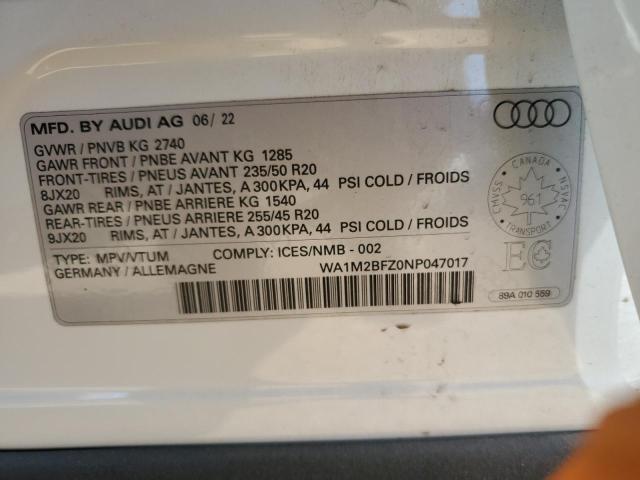 MFD. BY AUDI AG 06/ 22
GVWR / PNVB KG 2740
GAWR FRONT / PNBE AVANT KG 1285
FRONT-TIRES / PNEUS AVANT 235/50 R20
8JX20 RIMS, AT / JANTES, A 300KPA, 44 PSI COLD / FROIDS
GAWR REAR / PNBE ARRIERE KG 1540
REAR-TIRES / PNEUS ARRIERE 255/45 R20
9JX20 RIMS, AT / JANTES, A 300KPA, 44 PSI COLD / FROIDS
TYPE: MPV/VTUM COMPLY: ICES/NMB - 002
GERMANY / ALLEMAGNE WA1M2BFZ0NP047017
CANADA
CMVSS
961
NSVAC
TRANSPORT
EC
89A 010 559